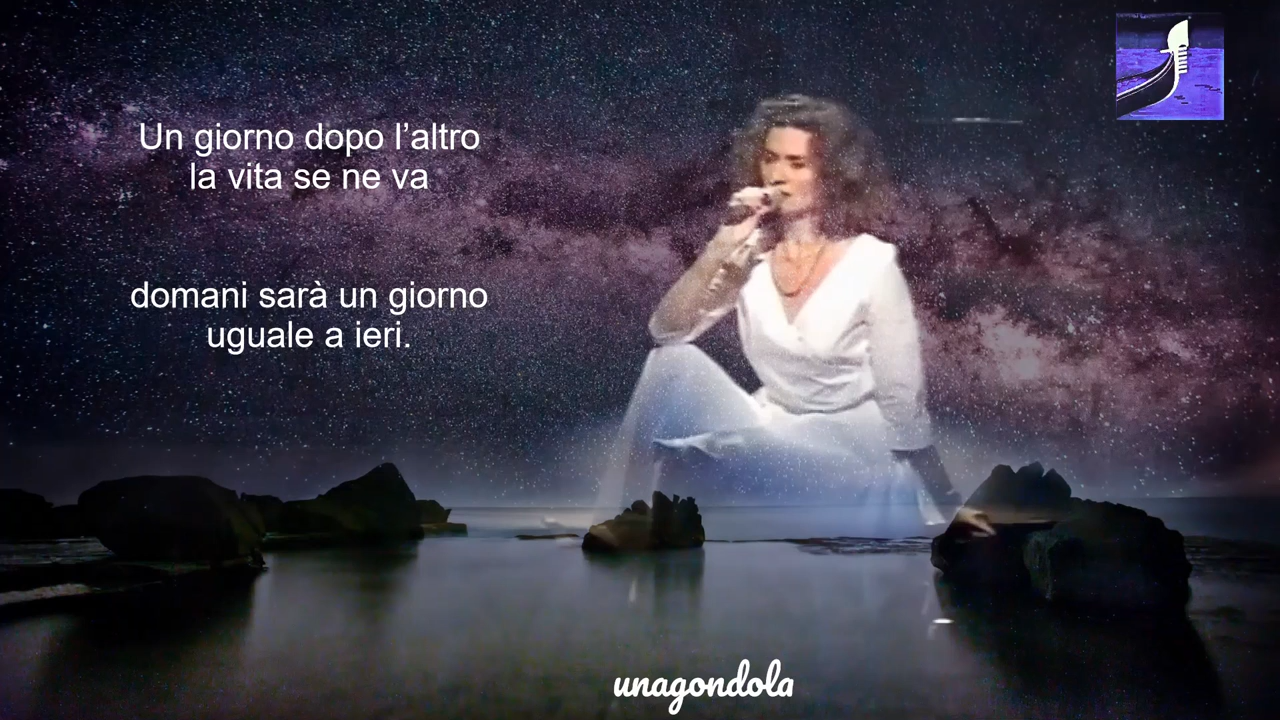 Un giorno dopo l’altro
la vita se ne va
domani sarà un giorno
uguale a ieri.
unagondola